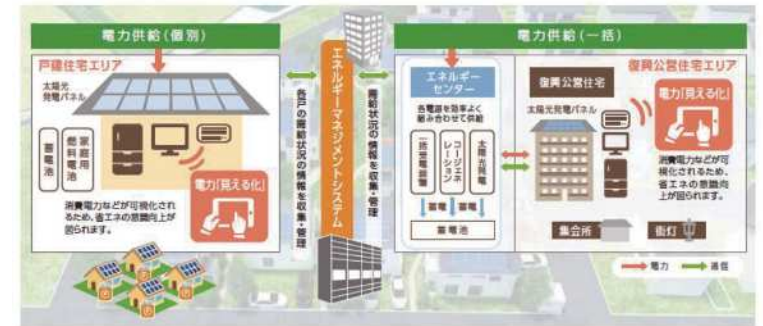 電力供給(個別)
戸建住宅エリア
太陽光
発電パネル
蓄電池
家庭用
燃料電池
電力「見える化」
消費電力などが可視化され
るため、省エネの意識向上が
図られます。
各戸の需給状況の情報を収集・管理
エネルギーマネジメントシステム
需給状況の情報を収集・管理
電力供給(一括)
エネルギー
センター
各電源を効率よく
組み合わせて供給
一括受電設備
コージェネ
レーション
太陽光発電
蓄電
蓄電
蓄電池
復興公営住宅エリア
復興公営住宅
太陽光発電パネル
電力「見える化」
消費電力などが可
視化されるため、
省エネの意識向
上が図られます。
集会所
街灯
電力
通信